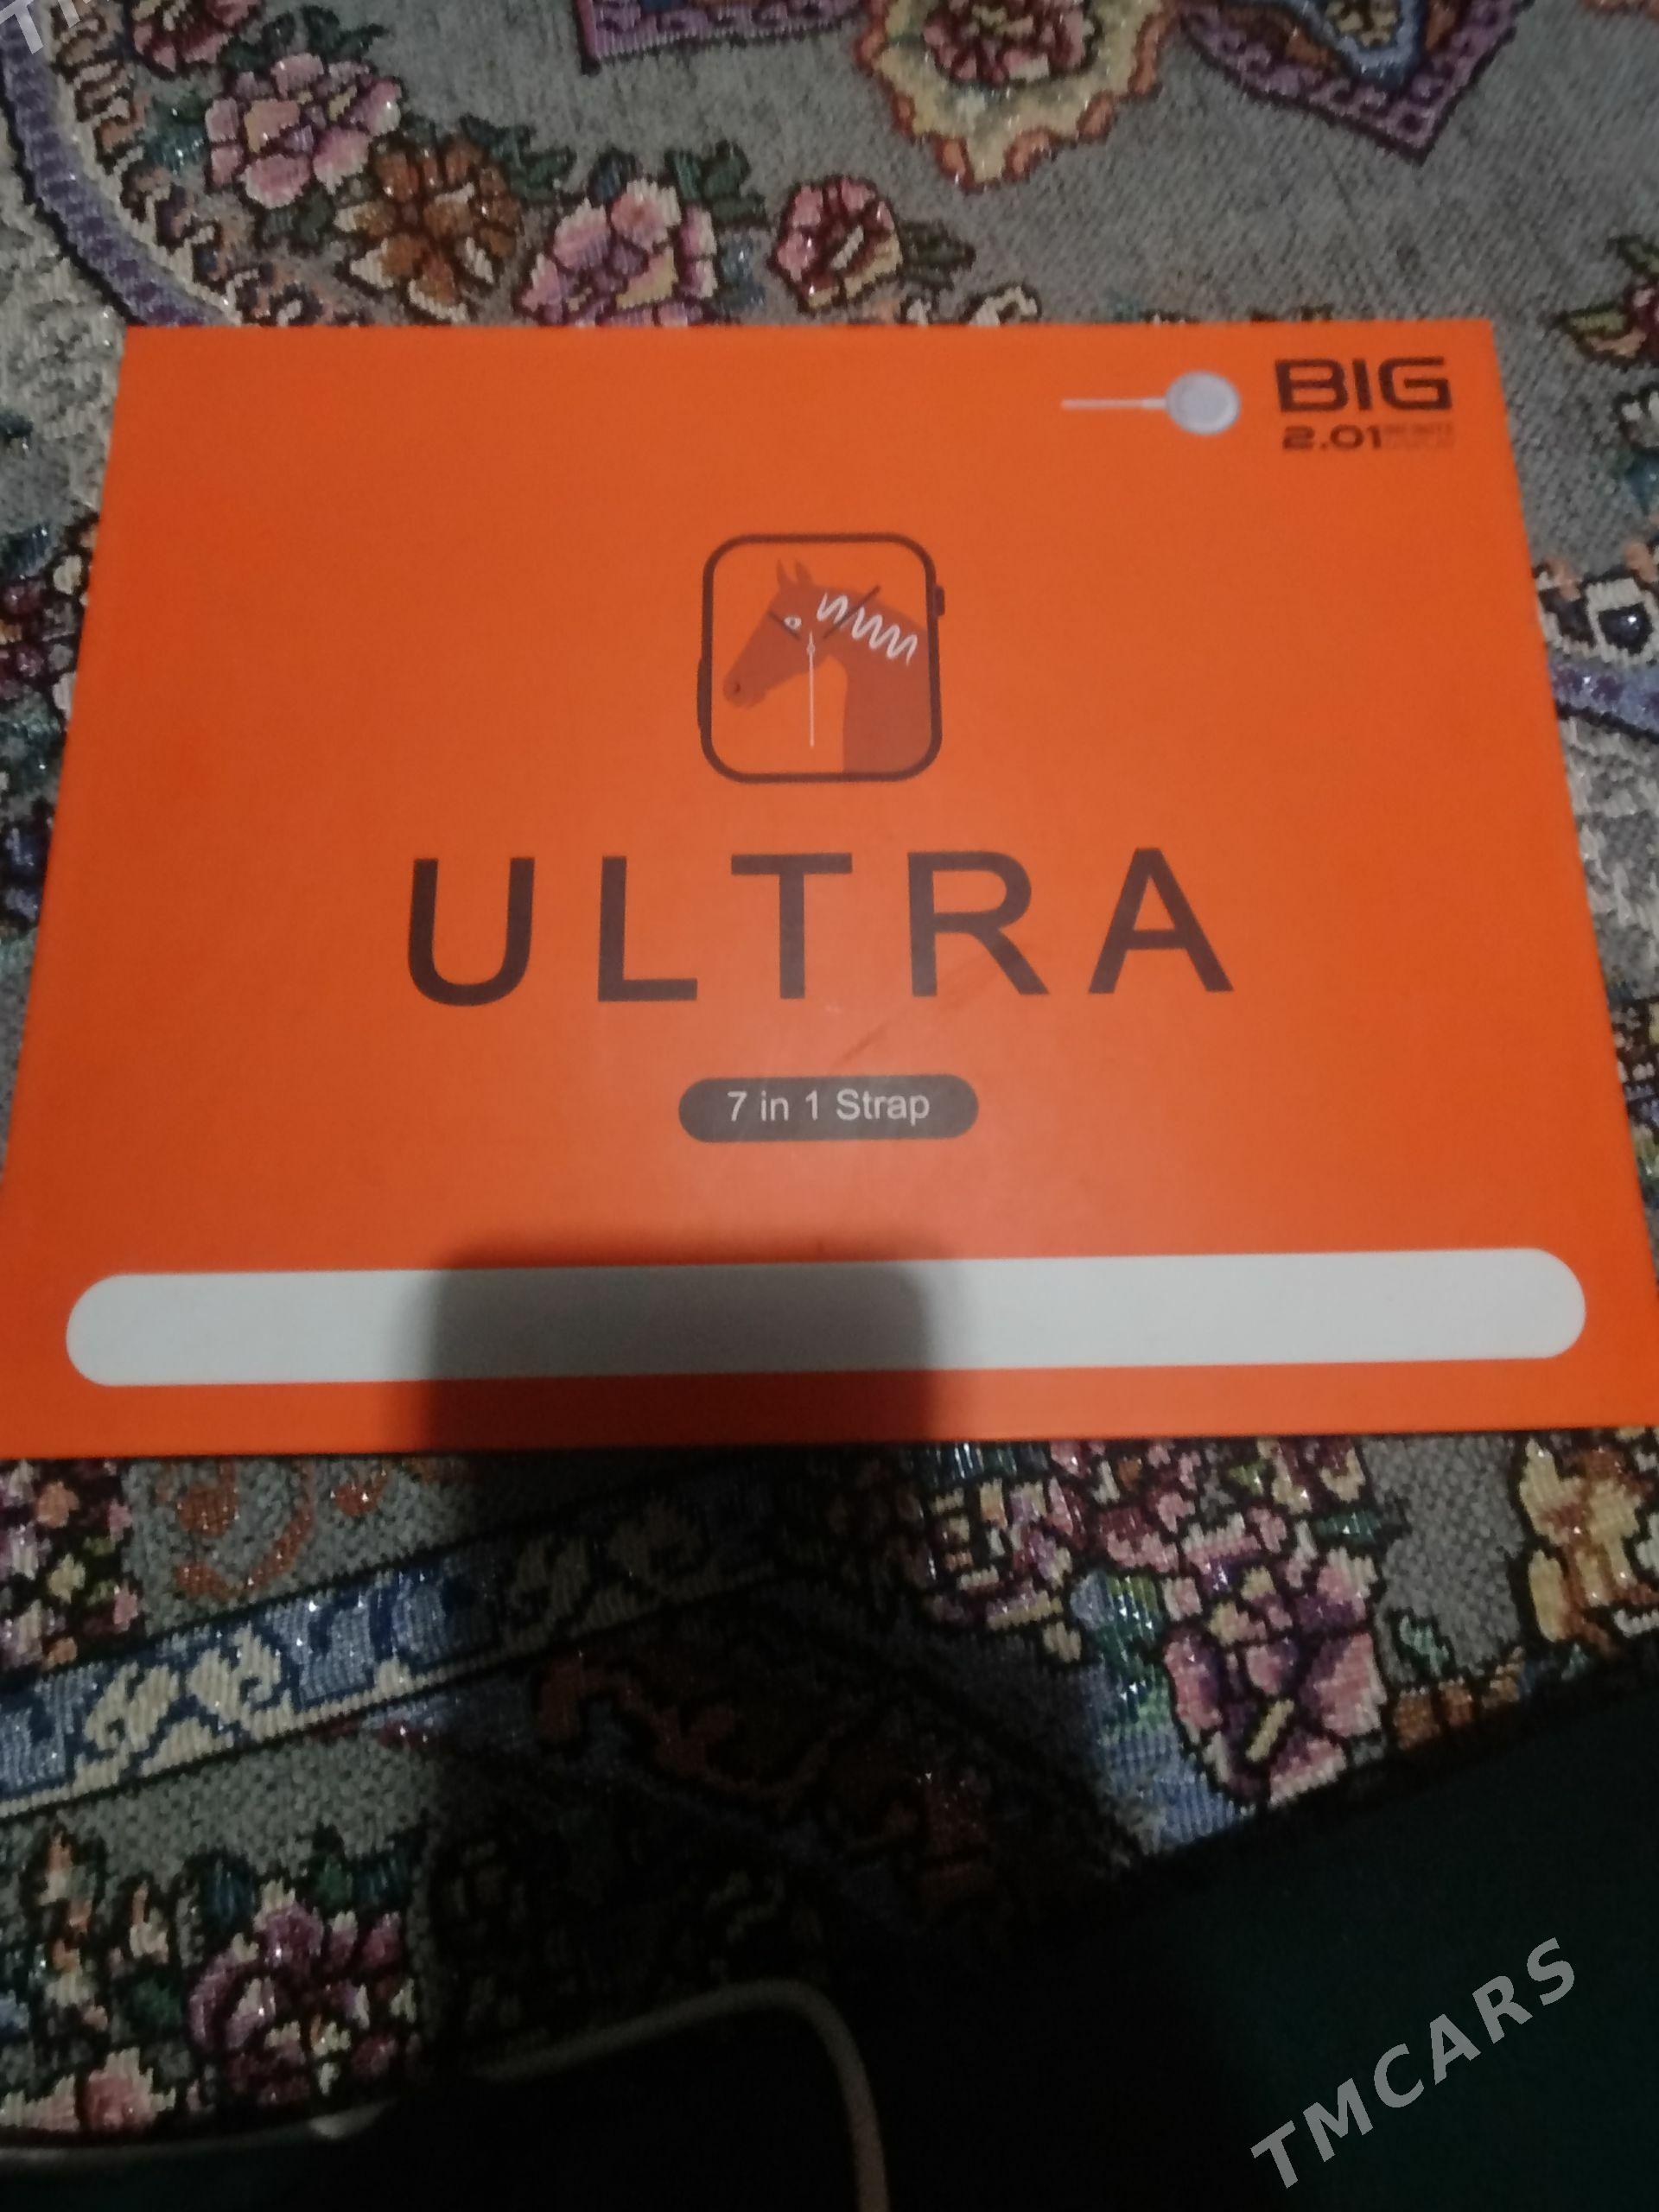 BIG
2.01
ULTRA
7 in 1 Strap
TMCARS